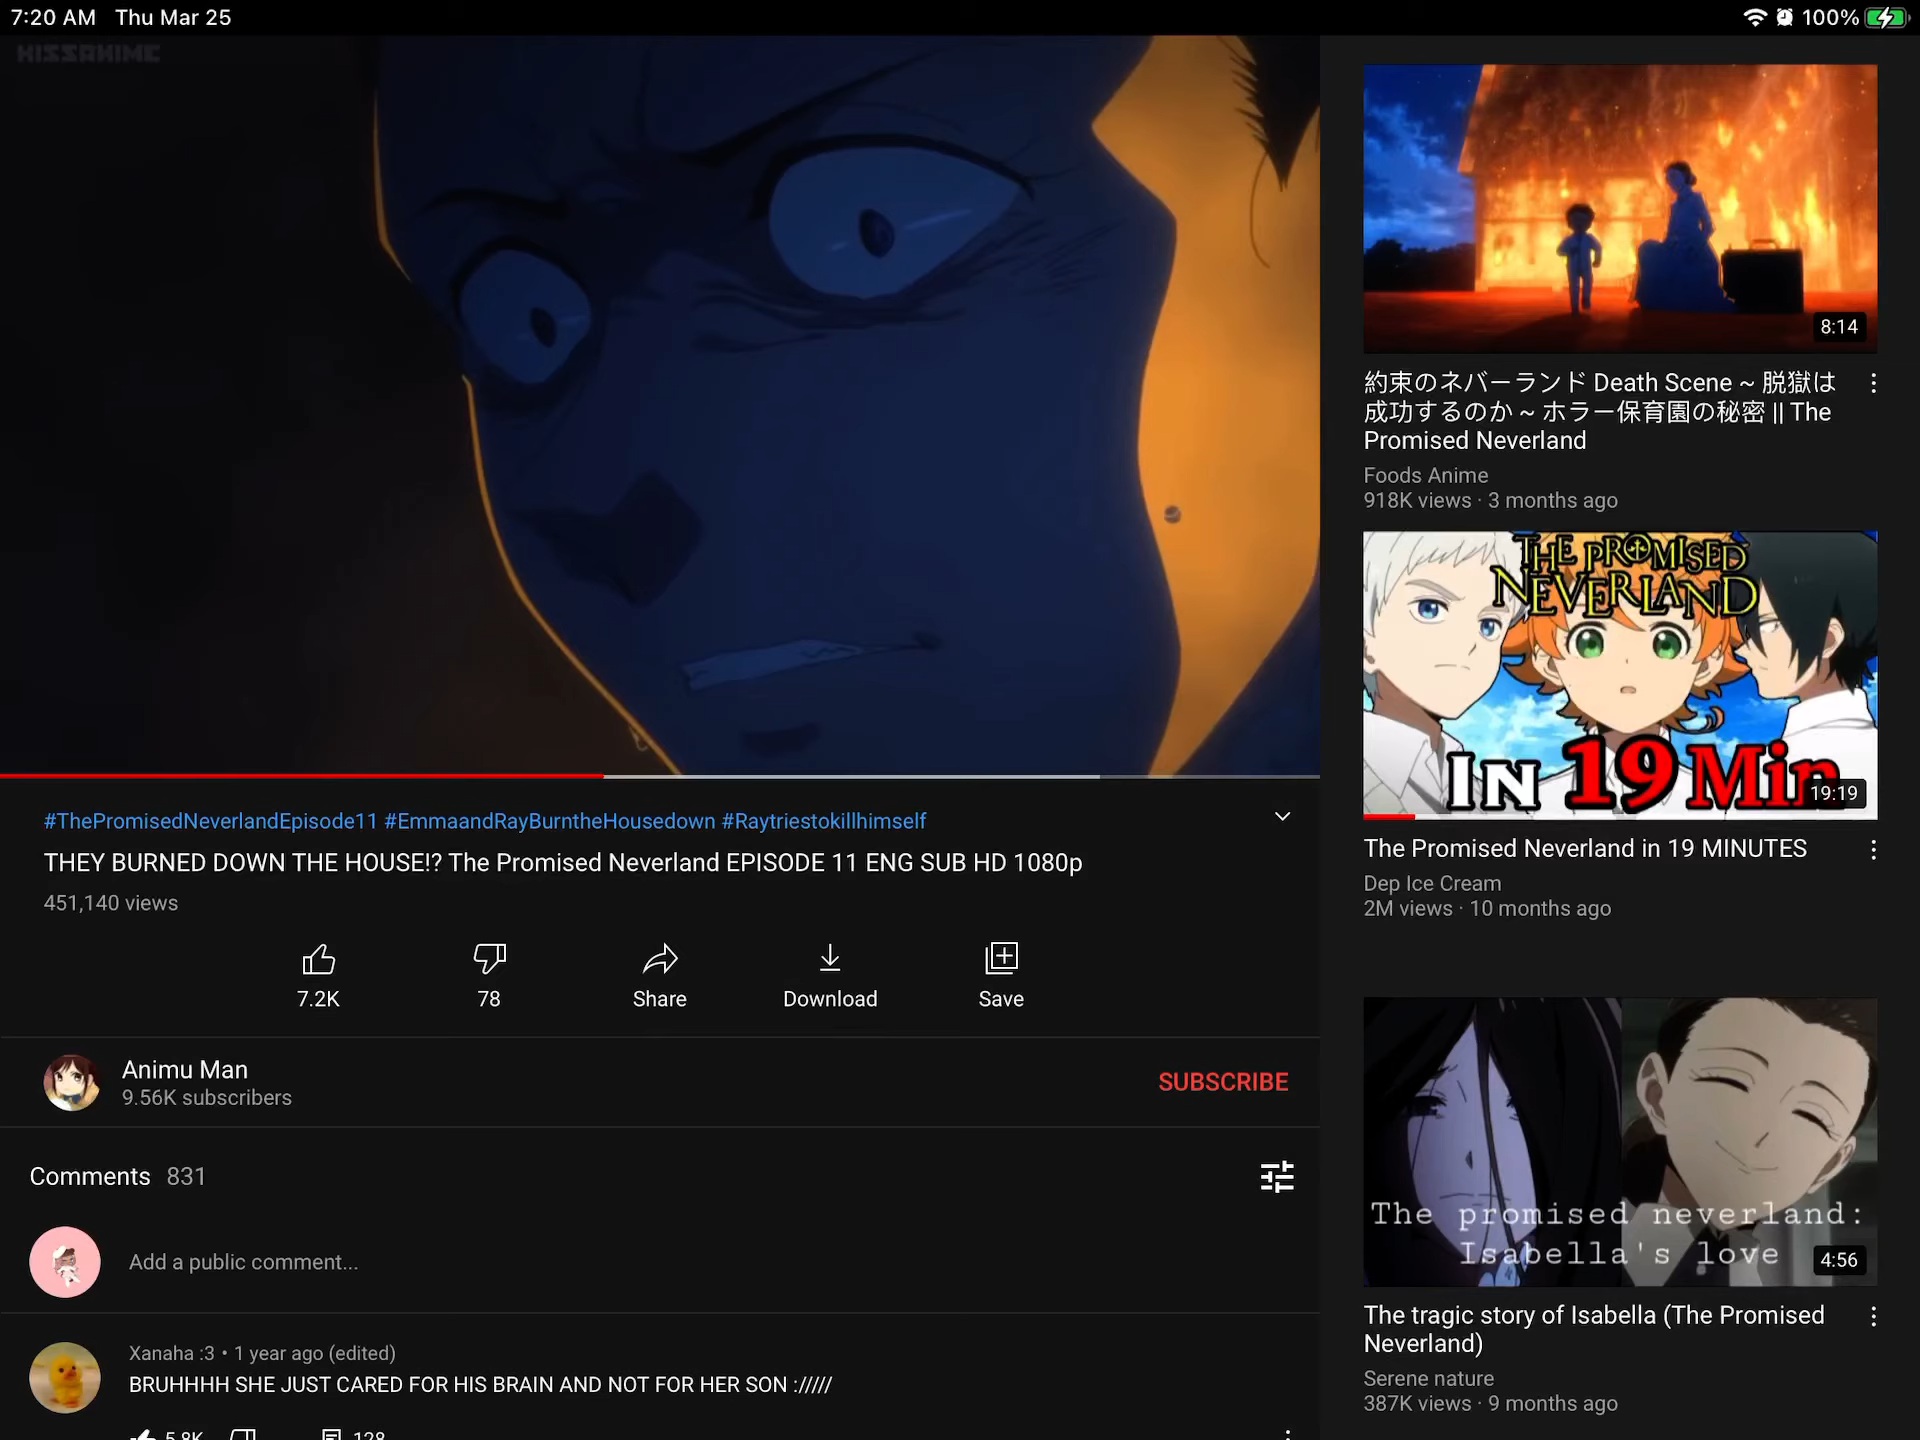 7:20 AM Thu Mar 25
100%
KISSANIME
#ThePromisedNeverlandEpisode11 #EmmaandRayBurntheHousedown #Raytriestokillhimself
THEY BURNED DOWN THE HOUSE!? The Promised Neverland EPISODE 11 ENG SUB HD 1080p
451,140 views
7.2K
78
Share
Download
Save
Animu Man
9.56K subscribers
SUBSCRIBE
Comments 831
Add a public comment...
Xanaha :3 • 1 year ago (edited)
BRUHHHH SHE JUST CARED FOR HIS BRAIN AND NOT FOR HER SON ://///
5.8K
128
8:14
約束のネバーランド Death Scene ~ 脱獄は
成功するのか ~ ホラー保育園の秘密 || The
Promised Neverland
Foods Anime
918K views · 3 months ago
THE PROMISED
NEVERLAND
IN 19 Min
19:19
The Promised Neverland in 19 MINUTES
Dep Ice Cream
2M views · 10 months ago
The promised neverland:
Isabella's love
4:56
The tragic story of Isabella (The Promised
Neverland)
Serene nature
387K views · 9 months ago